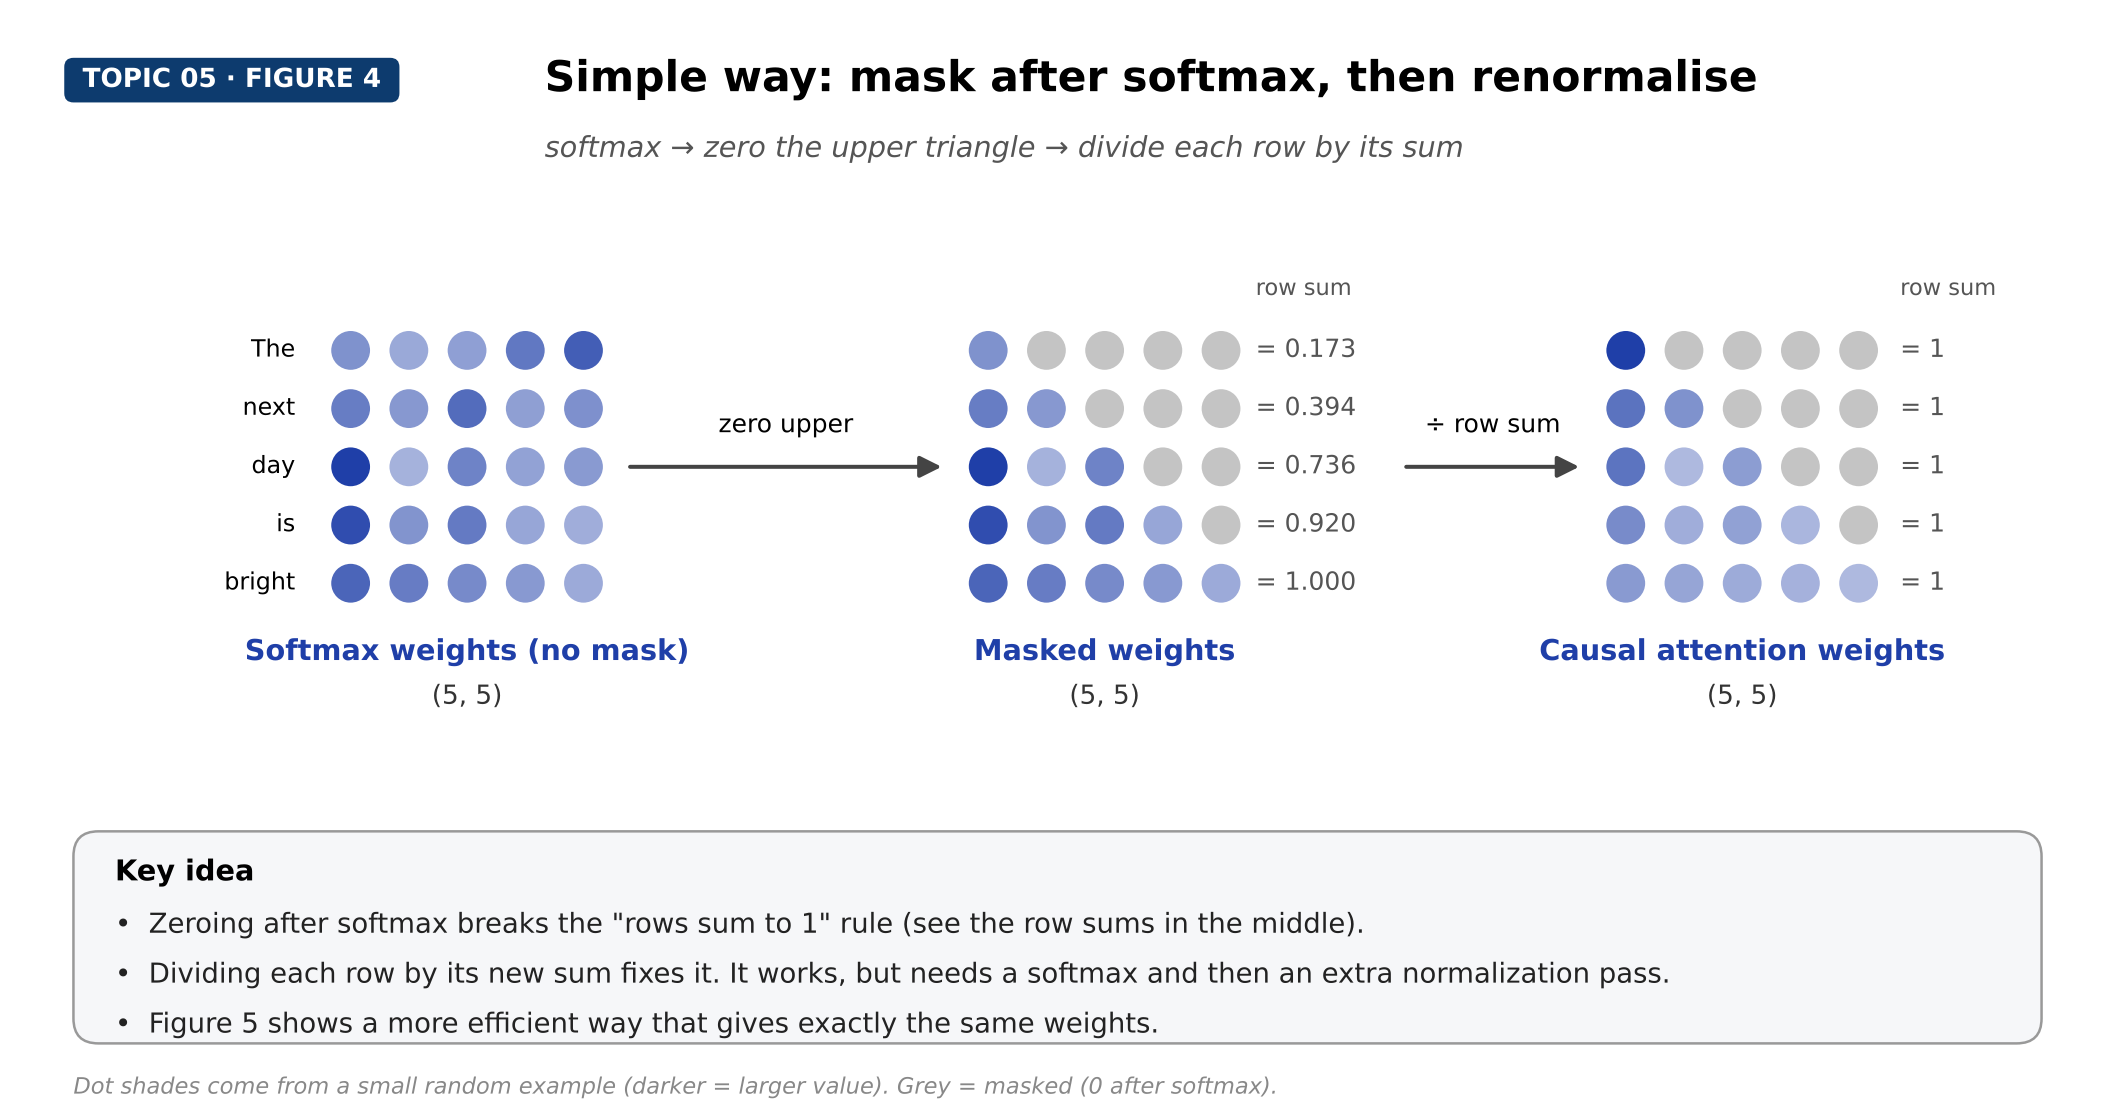 TOPIC 05 · FIGURE 4
Simple way: mask after softmax, then renormalise
softmax → zero the upper triangle → divide each row by its sum
row sum
row sum
The
= 0.173
= 1
next
= 0.394
= 1
zero upper
÷ row sum
day
= 0.736
= 1
is
= 0.920
= 1
bright
= 1.000
= 1
Softmax weights (no mask)
Masked weights
Causal attention weights
(5, 5)
(5, 5)
(5, 5)
Key idea
• Zeroing after softmax breaks the "rows sum to 1" rule (see the row sums in the middle).
• Dividing each row by its new sum fixes it. It works, but needs a softmax and then an extra normalization pass.
• Figure 5 shows a more efficient way that gives exactly the same weights.
Dot shades come from a small random example (darker = larger value). Grey = masked (0 after softmax).